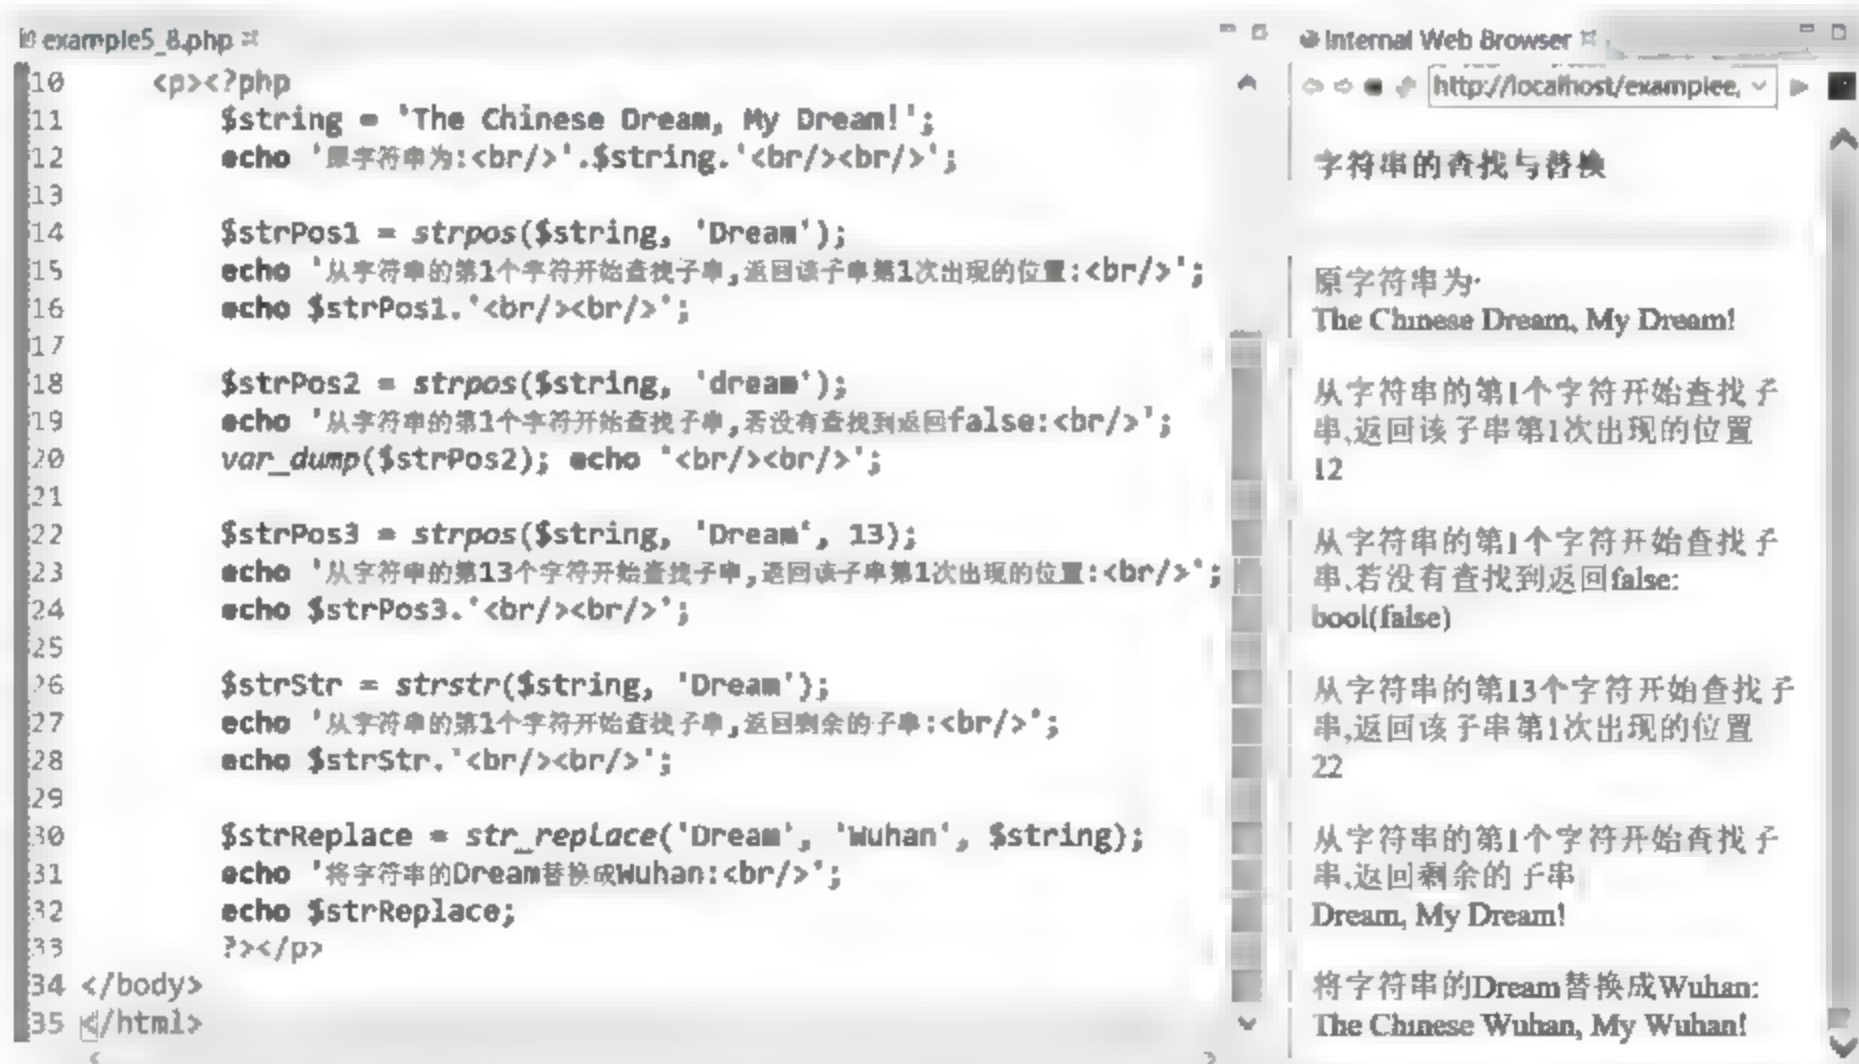 example5_8.php
10 <p><?php
11 $string = 'The Chinese Dream, My Dream!';
12 echo '原字符串为:<br/>'.$string.'<br/><br/>';
13
14 $strPos1 = strpos($string, 'Dream');
15 echo '从字符串的第1个字符开始查找子串,返回该子串第1次出现的位置:<br/>';
16 echo $strPos1.'<br/><br/>';
17
18 $strPos2 = strpos($string, 'dream');
19 echo '从字符串的第1个字符开始查找子串,若没有查找到返回false:<br/>';
20 var_dump($strPos2); echo '<br/><br/>';
21
22 $strPos3 = strpos($string, 'Dream', 13);
23 echo '从字符串的第13个字符开始查找子串,返回该子串第1次出现的位置:<br/>';
24 echo $strPos3.'<br/><br/>';
25
26 $strStr = strstr($string, 'Dream');
27 echo '从字符串的第1个字符开始查找子串,返回剩余的子串:<br/>';
28 echo $strStr.'<br/><br/>';
29
30 $strReplace = str_replace('Dream', 'Wuhan', $string);
31 echo '将字符串的Dream替换成Wuhan:<br/>';
32 echo $strReplace;
33 ?></p>
34 </body>
35 </html>
Internal Web Browser
http://localhost/examplee,
字符串的查找与替换
原字符串为:
The Chinese Dream, My Dream!
从字符串的第1个字符开始查找子
串,返回该子串第1次出现的位置
12
从字符串的第1个字符开始查找子
串,若没有查找到返回false:
bool(false)
从字符串的第13个字符开始查找子
串,返回该子串第1次出现的位置
22
从字符串的第1个字符开始查找子
串,返回剩余的子串
Dream, My Dream!
将字符串的Dream替换成Wuhan:
The Chinese Wuhan, My Wuhan!